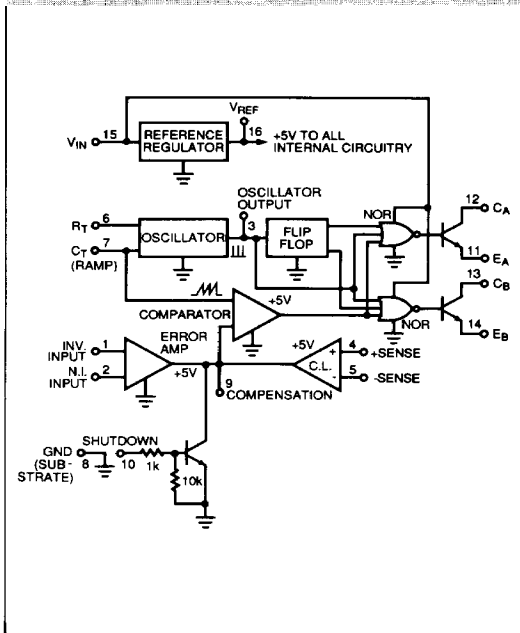 VREF
VIN 15 REFERENCE REGULATOR 16 +5V TO ALL INTERNAL CIRCUITRY
OSCILLATOR OUTPUT
RT 6
CT 7
(RAMP)
OSCILLATOR
3
FLIP FLOP
NOR
12 CA
11 EA
13 CB
14 EB
NOR
+5V
COMPARATOR
ERROR AMP
INV. INPUT 1
N.I. INPUT 2
+5V
9 COMPENSATION
+5V
C.L.
+
-
4 +SENSE
5 -SENSE
SHUTDOWN
GND 8
(SUB-
STRATE)
10
1k
10k